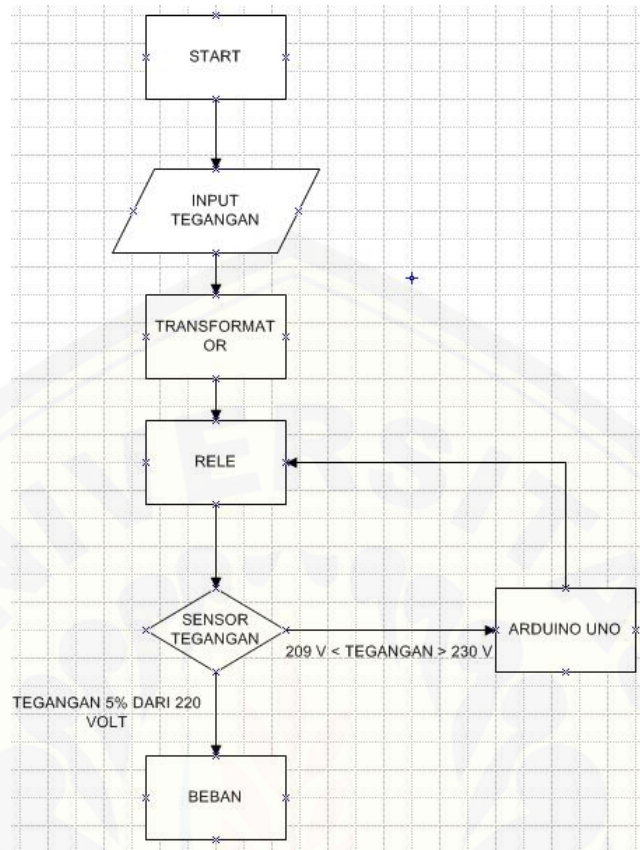 START
INPUT
TEGANGAN
TRANSFORMAT
OR
RELE
SENSOR
TEGANGAN
209 V < TEGANGAN > 230 V
ARDUINO UNO
TEGANGAN 5% DARI 220
VOLT
BEBAN
UNIVERSITA